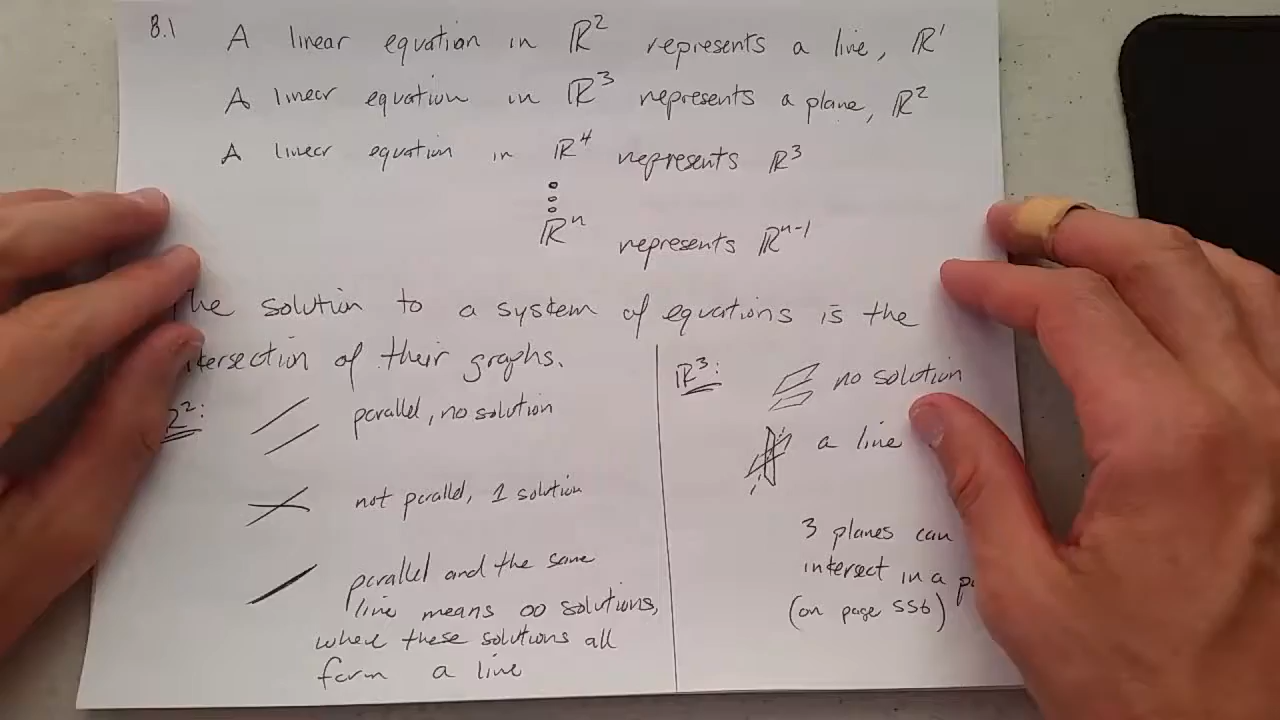 8.1 A linear equation in ℝ² represents a line, ℝ¹
A linear equation in ℝ³ represents a plane, ℝ²
A linear equation in ℝ⁴ represents ℝ³
ℝⁿ represents ℝⁿ⁻¹
The solution to a system of equations is the
intersection of their graphs.
ℝ²:
parallel, no solution
not parallel, 1 solution
parallel and the same
line means ∞ solutions,
where these solutions all
form a line
ℝ³:
no solution
a line
3 planes can
intersect in a
(on page 556)